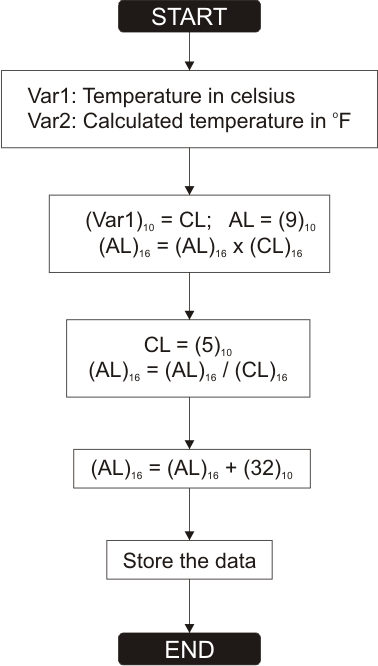 START
Var1: Temperature in celsius
Var2: Calculated temperature in °F
(Var1)₁₀ = CL; AL = (9)₁₀
(AL)₁₆ = (AL)₁₆ x (CL)₁₆
CL = (5)₁₀
(AL)₁₆ = (AL)₁₆ / (CL)₁₆
(AL)₁₆ = (AL)₁₆ + (32)₁₀
Store the data
END